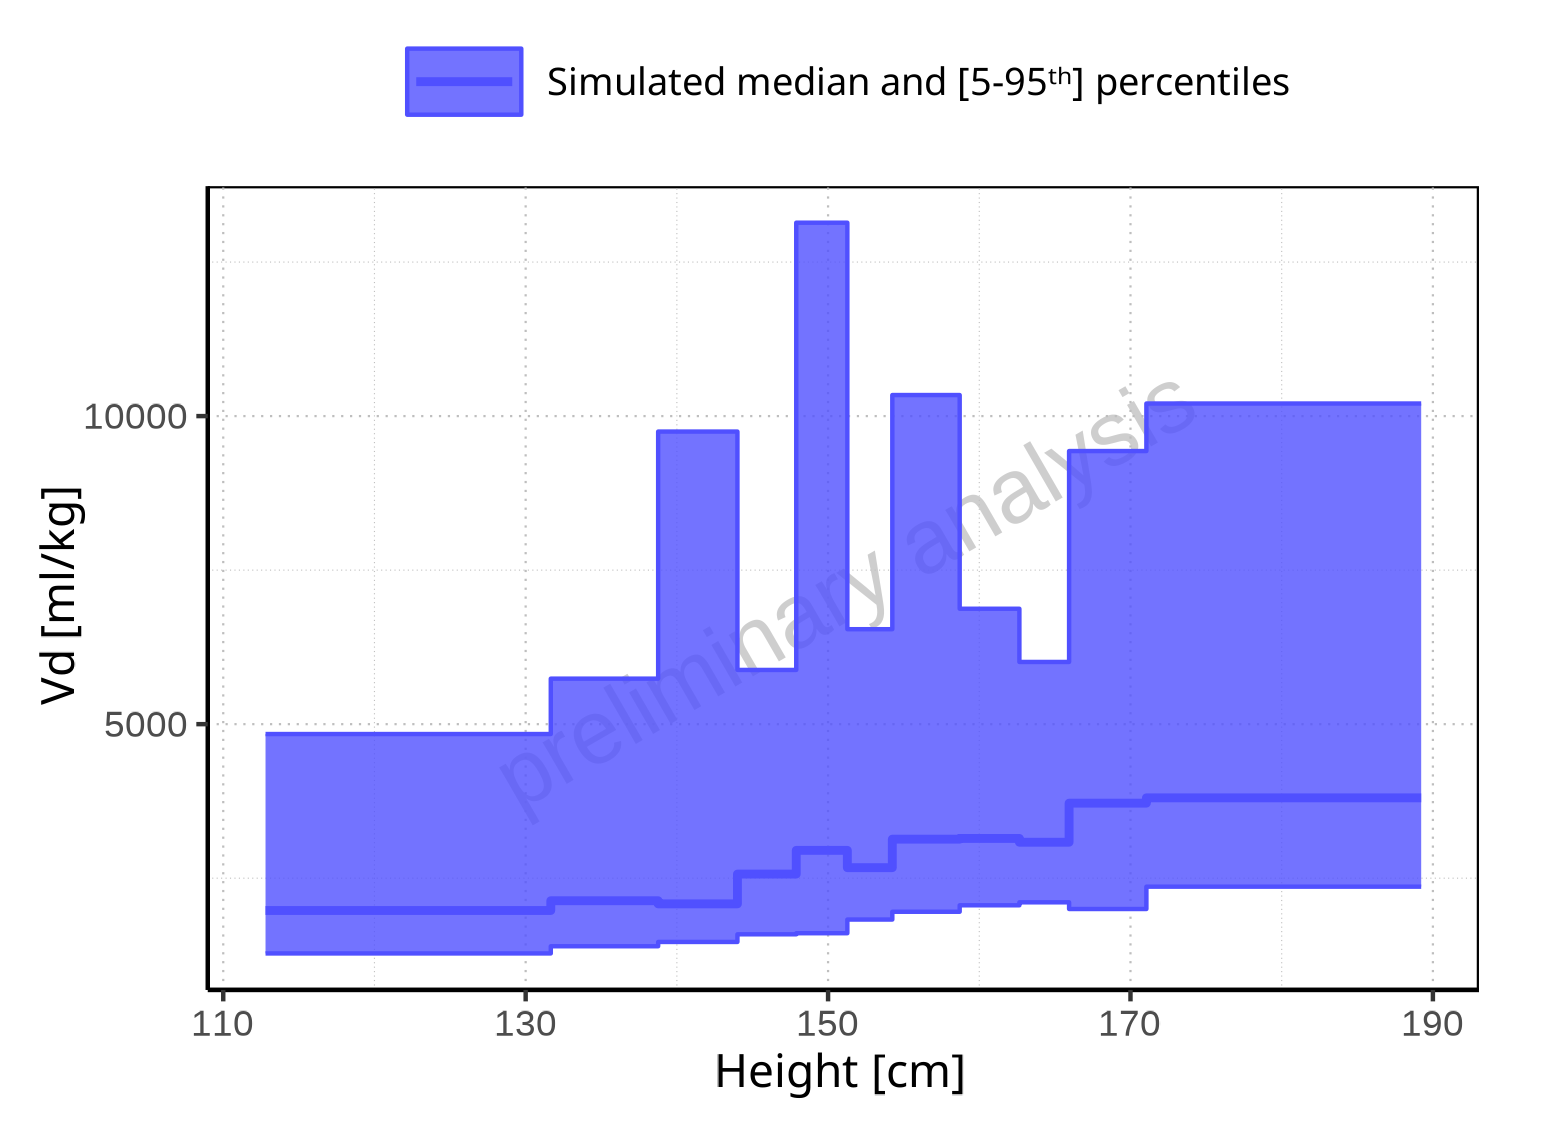 Simulated median and [5-95ᵗʰ] percentiles
10000
5000
Vd [ml/kg]
preliminary analysis
110 130 150 170 190
Height [cm]